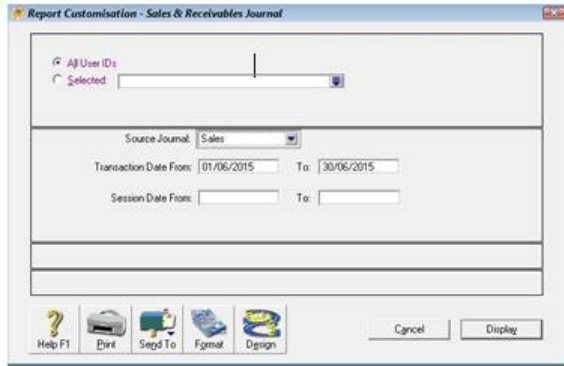 Report Customisation - Sales & Receivables Journal
All User IDs
Selected:
Source Journal: Sales
Transaction Date From: 01/06/2015 To: 30/06/2015
Session Date From: To:
Help F1 Print Send To Format Design Cancel Display